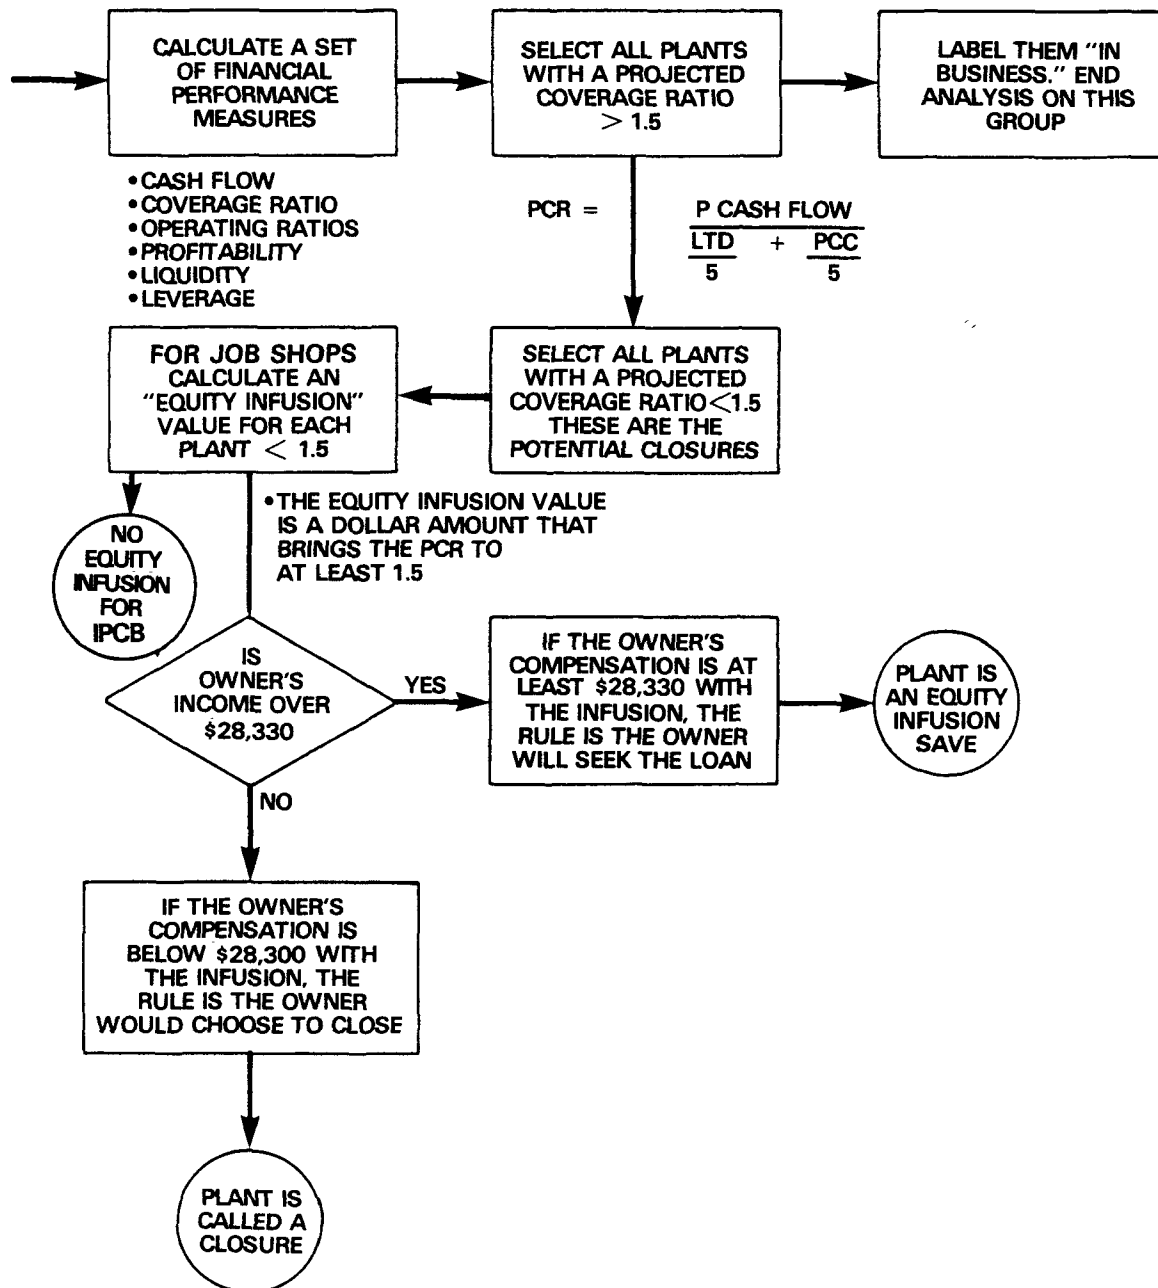 CALCULATE A SET
OF FINANCIAL
PERFORMANCE
MEASURES
SELECT ALL PLANTS
WITH A PROJECTED
COVERAGE RATIO
> 1.5
LABEL THEM "IN
BUSINESS." END
ANALYSIS ON THIS
GROUP
•CASH FLOW
•COVERAGE RATIO
•OPERATING RATIOS
•PROFITABILITY
•LIQUIDITY
•LEVERAGE
PCR =
P CASH FLOW
LTD + PCC
5 5
FOR JOB SHOPS
CALCULATE AN
"EQUITY INFUSION"
VALUE FOR EACH
PLANT < 1.5
SELECT ALL PLANTS
WITH A PROJECTED
COVERAGE RATIO<1.5
THESE ARE THE
POTENTIAL CLOSURES
NO
EQUITY
INFUSION
FOR
IPCB
•THE EQUITY INFUSION VALUE
IS A DOLLAR AMOUNT THAT
BRINGS THE PCR TO
AT LEAST 1.5
IS
OWNER'S
INCOME OVER
$28,330
YES
IF THE OWNER'S
COMPENSATION IS AT
LEAST $28,330 WITH
THE INFUSION, THE
RULE IS THE OWNER
WILL SEEK THE LOAN
PLANT IS
AN EQUITY
INFUSION
SAVE
NO
IF THE OWNER'S
COMPENSATION IS
BELOW $28,300 WITH
THE INFUSION, THE
RULE IS THE OWNER
WOULD CHOOSE TO CLOSE
PLANT IS
CALLED A
CLOSURE